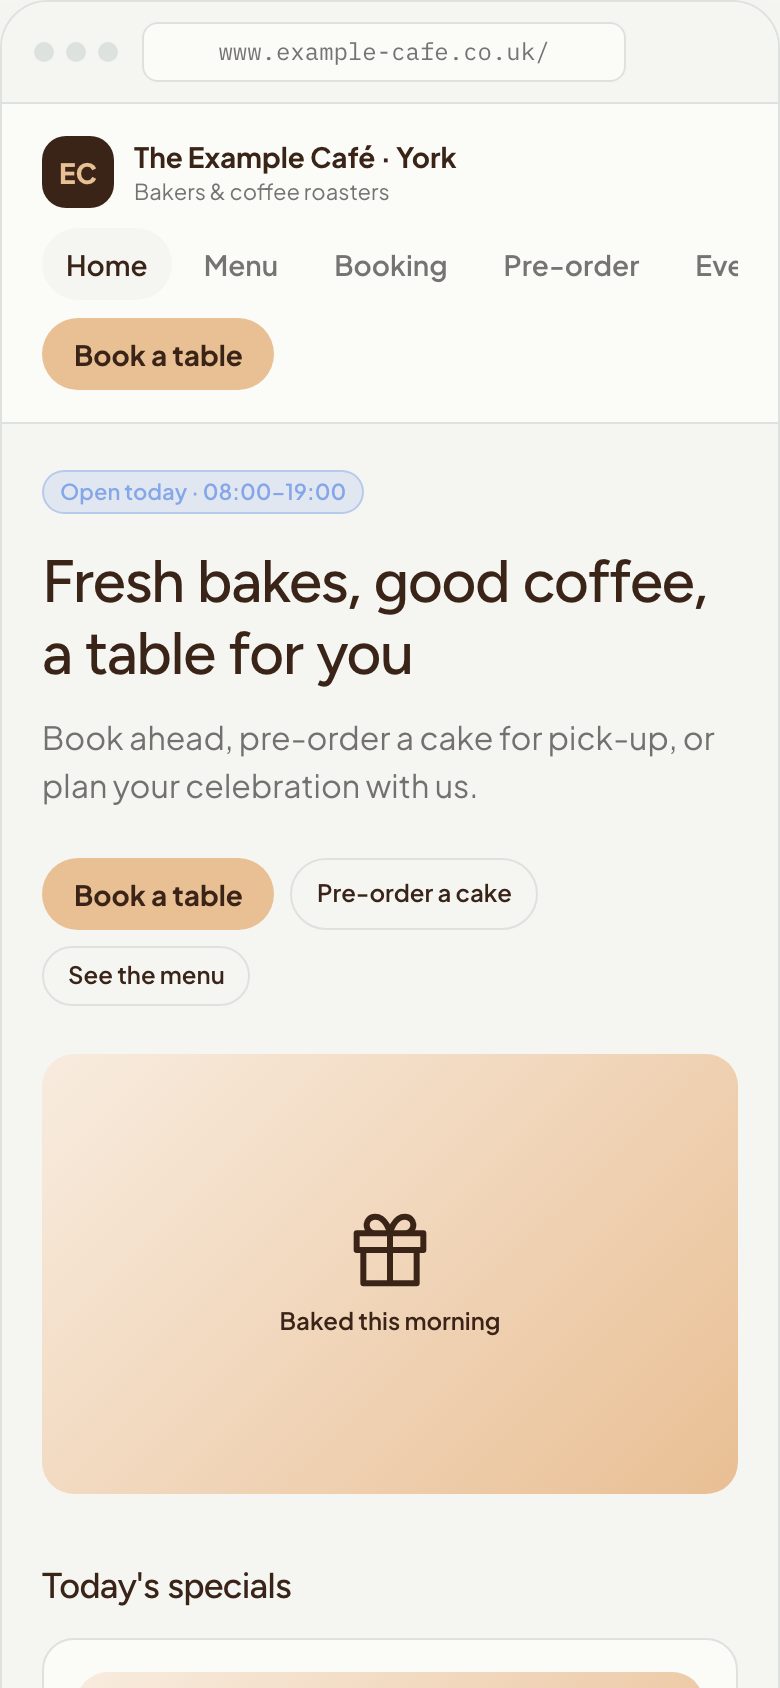 www.example-cafe.co.uk/
EC
The Example Café · York
Bakers & coffee roasters
Home Menu Booking Pre-order Eve
Book a table
Open today · 08:00–19:00
Fresh bakes, good coffee,
a table for you
Book ahead, pre-order a cake for pick-up, or
plan your celebration with us.
Book a table Pre-order a cake
See the menu
Baked this morning
Today's specials